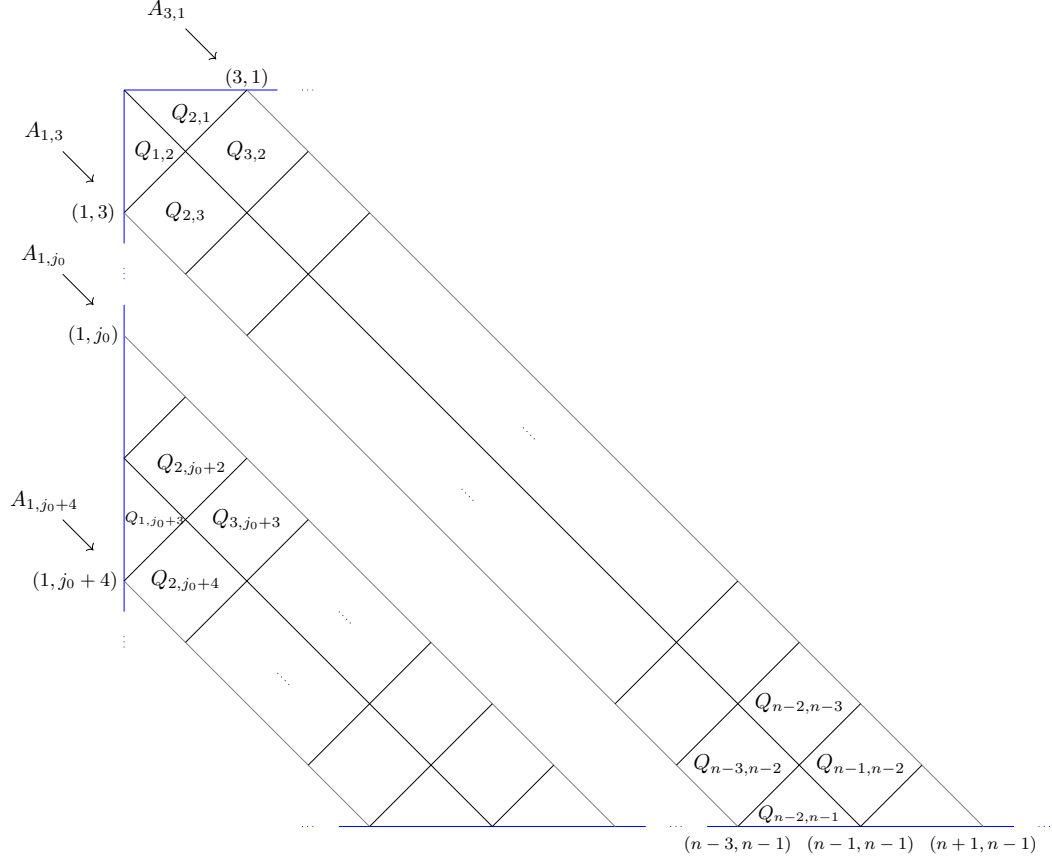 A_{3,1}
(3, 1)
...
Q_{2,1}
A_{1,3}
Q_{1,2}
Q_{3,2}
(1, 3)
Q_{2,3}
A_{1,j_0}
(1, j_0)
Q_{2,j_0+2}
A_{1,j_0+4}
Q_{1,j_0+3}
Q_{3,j_0+3}
(1, j_0 + 4)
Q_{2,j_0+4}
Q_{n-2,n-3}
Q_{n-3,n-2}
Q_{n-1,n-2}
Q_{n-2,n-1}
(n − 3, n − 1) (n − 1, n − 1) (n + 1, n − 1)